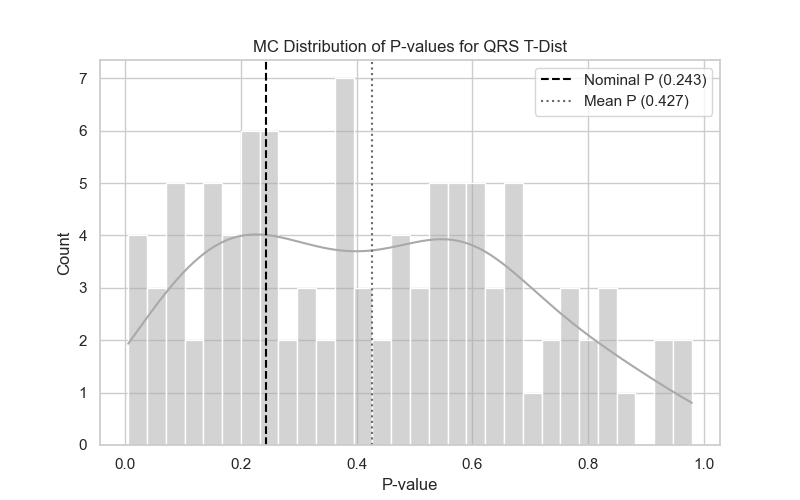 MC Distribution of P-values for QRS T-Dist
Nominal P (0.243)
Mean P (0.427)
Count
7
6
5
4
3
2
1
0
0.0 0.2 0.4 0.6 0.8 1.0
P-value